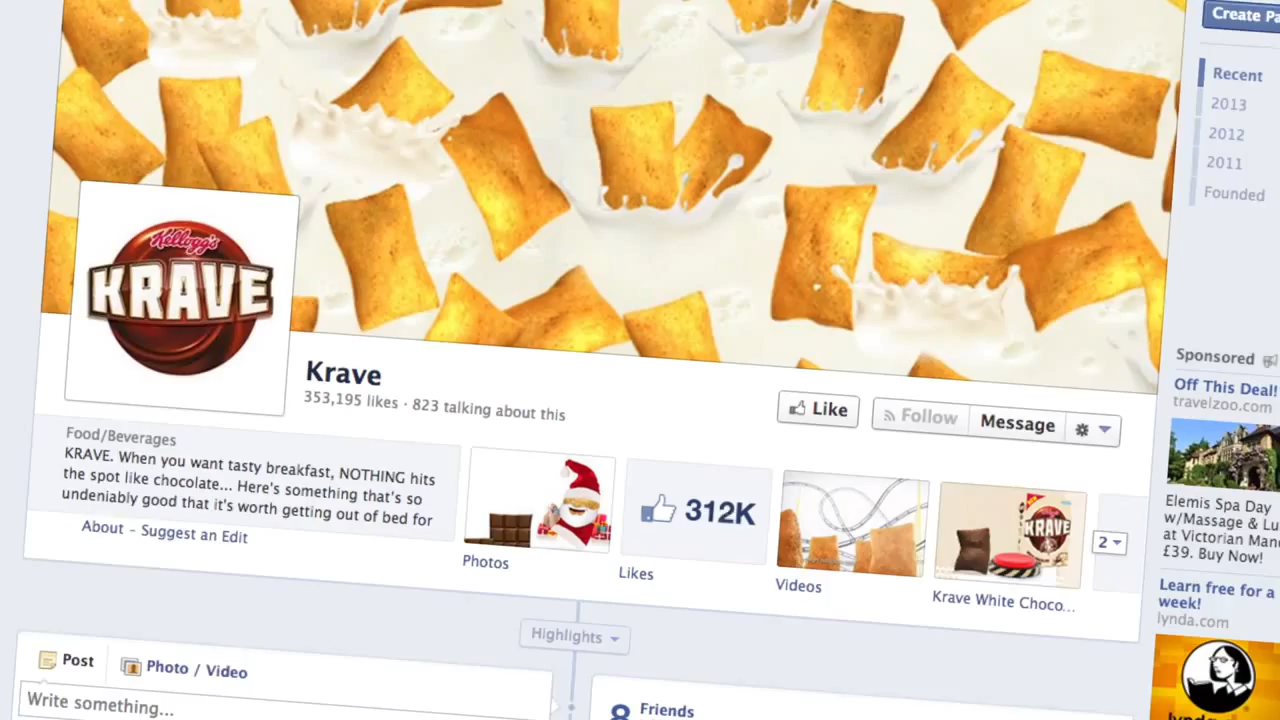 Create
Recent
2013
2012
2011
Founded
Kellogg's
KRAVE
Krave
353,195 likes · 823 talking about this
Like
Follow
Message
Food/Beverages
KRAVE. When you want tasty breakfast, NOTHING hits
the spot like chocolate... Here's something that's so
undeniably good that it's worth getting out of bed for
About – Suggest an Edit
Photos
312K
Likes
Videos
KRAVE
Krave White Choco...
2
Sponsored
Off This Deal!
travelzoo.com
Elemis Spa Day
w/Massage & Lu
at Victorian Man
£39. Buy Now!
Learn free for a
week!
lynda.com
Highlights
Post
Photo / Video
Write something...
Friends